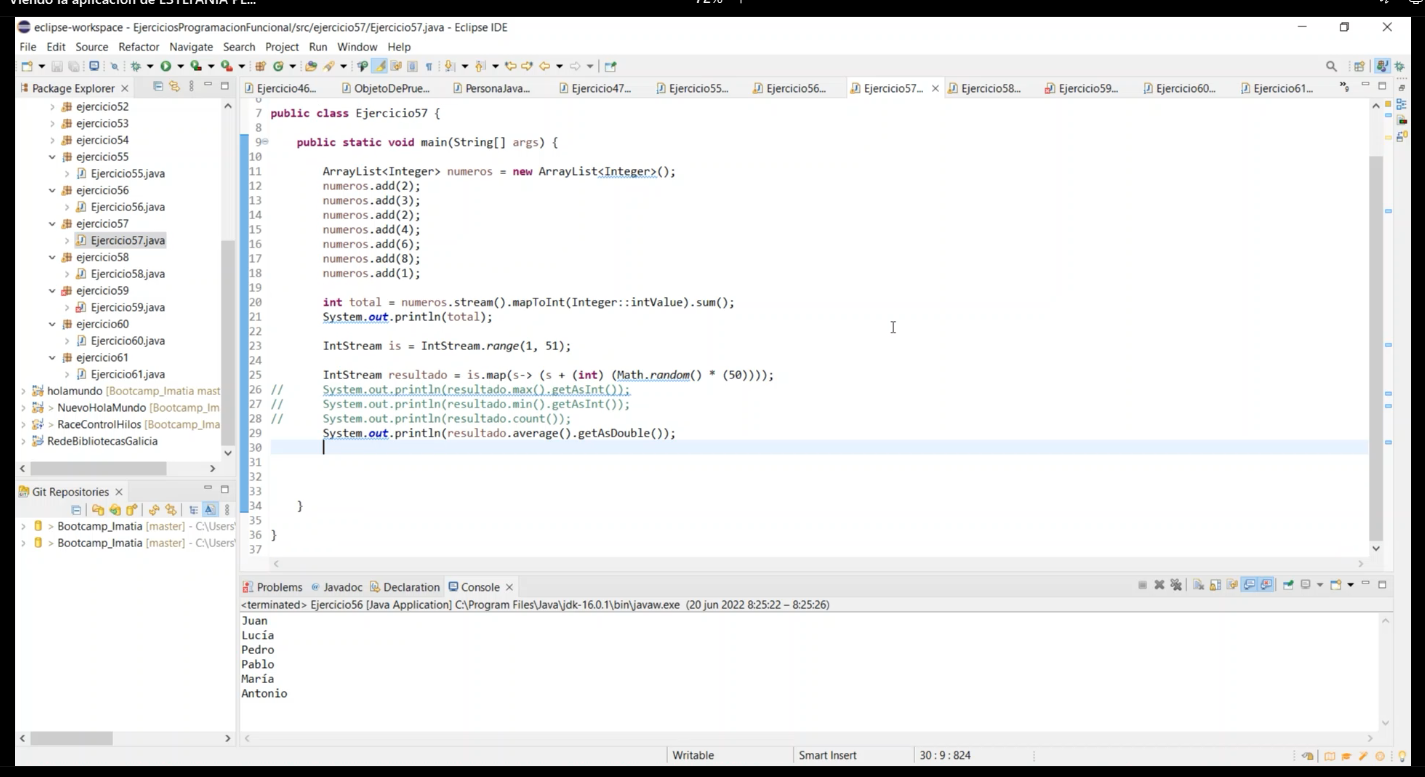 Viendo la aplicación de ESTEFANIA PE...
72%
eclipse-workspace - EjerciciosProgramacionFuncional/src/ejercicio57/Ejercicio57.java - Eclipse IDE
File Edit Source Refactor Navigate Search Project Run Window Help
Package Explorer
ejercicio52
ejercicio53
ejercicio54
ejercicio55
Ejercicio55.java
ejercicio56
Ejercicio56.java
ejercicio57
Ejercicio57.java
ejercicio58
Ejercicio58.java
ejercicio59
Ejercicio59.java
ejercicio60
Ejercicio60.java
ejercicio61
Ejercicio61.java
holamundo [Bootcamp_Imatia mast
> NuevoHolaMundo [Bootcamp_Im
> RaceControlHilos [Bootcamp_Ima
RedeBibliotecasGalicia
Git Repositories
> Bootcamp_Imatia [master] - C:\Users'
> Bootcamp_Imatia [master] - C:\Users'
Ejercicio46... ObjetoDePrue... PersonaJava... Ejercicio47... Ejercicio55... Ejercicio56... Ejercicio57... Ejercicio58... Ejercicio59... Ejercicio60... Ejercicio61...
6
7 public class Ejercicio57 {
8
9 public static void main(String[] args) {
10
11 ArrayList<Integer> numeros = new ArrayList<Integer>();
12 numeros.add(2);
13 numeros.add(3);
14 numeros.add(2);
15 numeros.add(4);
16 numeros.add(6);
17 numeros.add(8);
18 numeros.add(1);
19
20 int total = numeros.stream().mapToInt(Integer::intValue).sum();
21 System.out.println(total);
22
23 IntStream is = IntStream.range(1, 51);
24
25 IntStream resultado = is.map(s-> (s + (int) (Math.random() * (50))));
26 // System.out.println(resultado.max().getAsInt());
27 // System.out.println(resultado.min().getAsInt());
28 // System.out.println(resultado.count());
29 System.out.println(resultado.average().getAsDouble());
30
31
32
33
34 }
35
36 }
37
Problems Javadoc Declaration Console
<terminated> Ejercicio56 [Java Application] C:\Program Files\Java\jdk-16.0.1\bin\javaw.exe (20 jun 2022 8:25:22 – 8:25:26)
Juan
Lucía
Pedro
Pablo
María
Antonio
Writable Smart Insert 30 : 9 : 824